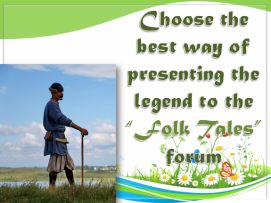 Choose the
best way of
presenting the
legend to the
“Folk Tales”
forum